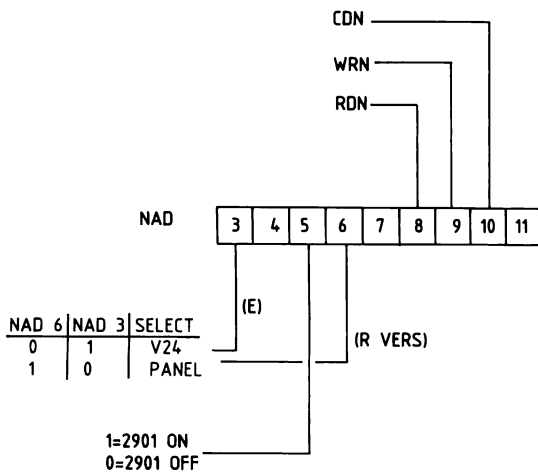 CDN
WRN
RDN
NAD 3 4 5 6 7 8 9 10 11
(E)
NAD 6 NAD 3 SELECT
0 1 V24
(R VERS)
1 0 PANEL
1=2901 ON
0=2901 OFF